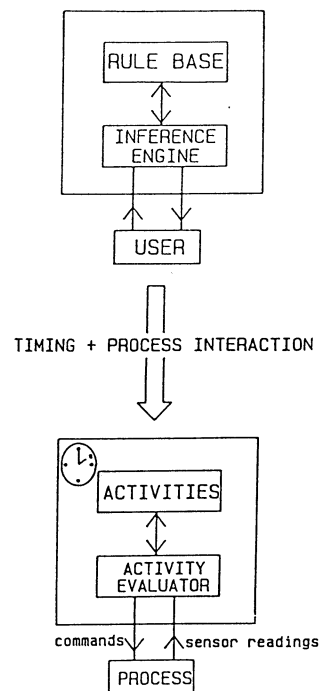 RULE BASE
INFERENCE
ENGINE
USER
TIMING + PROCESS INTERACTION
ACTIVITIES
ACTIVITY
EVALUATOR
commands sensor readings
PROCESS